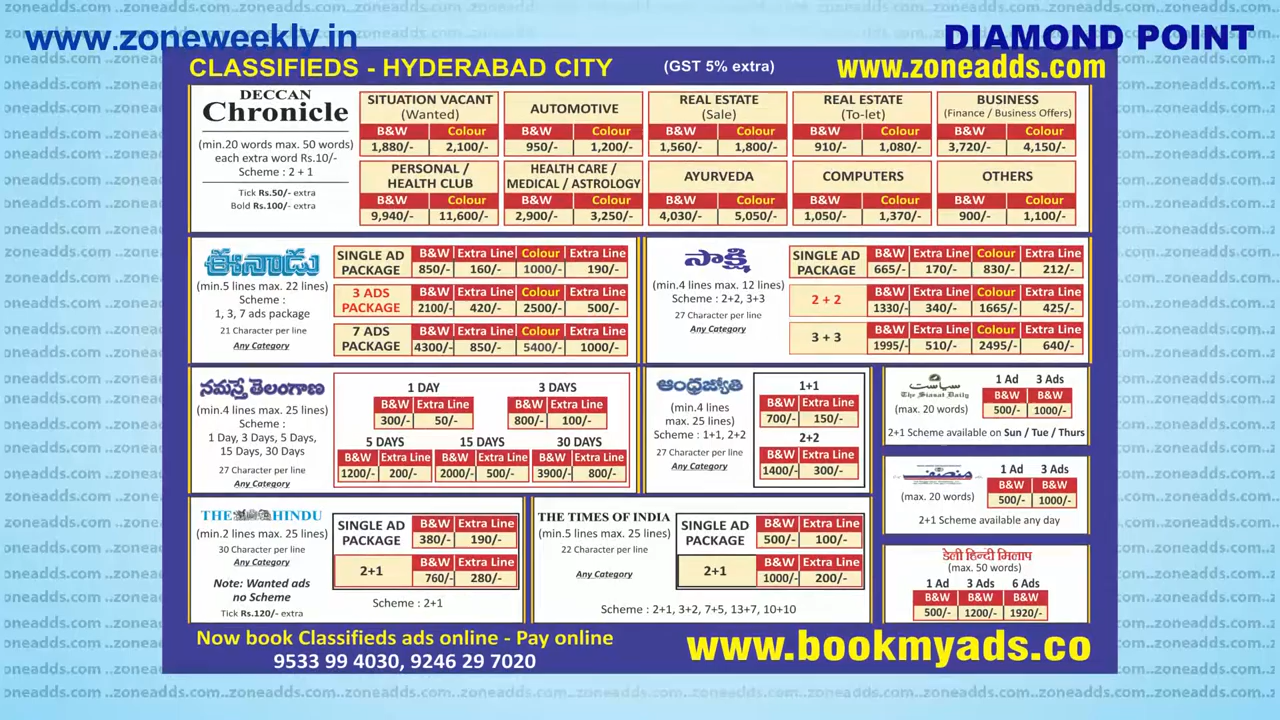 www.zoneweekly.in
DIAMOND POINT
CLASSIFIEDS - HYDERABAD CITY (GST 5% extra) www.zoneadds.com
DECCAN
Chronicle
(min.20 words max. 50 words)
each extra word Rs.10/-
Scheme : 2 + 1
Tick Rs.50/- extra
Bold Rs.100/- extra
SITUATION VACANT
(Wanted)
B&W Colour
1,880/- 2,100/-
AUTOMOTIVE
B&W Colour
950/- 1,200/-
REAL ESTATE
(Sale)
B&W Colour
1,560/- 1,800/-
REAL ESTATE
(To-let)
B&W Colour
910/- 1,080/-
BUSINESS
(Finance / Business Offers)
B&W Colour
3,720/- 4,150/-
PERSONAL /
HEALTH CLUB
B&W Colour
9,940/- 11,600/-
HEALTH CARE /
MEDICAL / ASTROLOGY
B&W Colour
2,900/- 3,250/-
AYURVEDA
B&W Colour
4,030/- 5,050/-
COMPUTERS
B&W Colour
1,050/- 1,370/-
OTHERS
B&W Colour
900/- 1,100/-
ఈనాడు
(min.5 lines max. 22 lines)
Scheme :
1, 3, 7 ads package
21 Character per line
Any Category
SINGLE AD
PACKAGE
B&W Extra Line Colour Extra Line
850/- 160/- 1000/- 190/-
3 ADS
PACKAGE
B&W Extra Line Colour Extra Line
2100/- 420/- 2500/- 500/-
7 ADS
PACKAGE
B&W Extra Line Colour Extra Line
4300/- 850/- 5400/- 1000/-
సాక్షి
(min.4 lines max. 12 lines)
Scheme : 2+2, 3+3
27 Character per line
Any Category
SINGLE AD
PACKAGE
B&W Extra Line Colour Extra Line
665/- 170/- 830/- 212/-
2 + 2
B&W Extra Line Colour Extra Line
1330/- 340/- 1665/- 425/-
3 + 3
B&W Extra Line Colour Extra Line
1995/- 510/- 2495/- 640/-
నమస్తే తెలంగాణ
(min.4 lines max. 25 lines)
Scheme :
1 Day, 3 Days, 5 Days,
15 Days, 30 Days
27 Character per line
Any Category
1 DAY
B&W Extra Line
300/- 50/-
3 DAYS
B&W Extra Line
800/- 100/-
5 DAYS
B&W Extra Line
1200/- 200/-
15 DAYS
B&W Extra Line
2000/- 500/-
30 DAYS
B&W Extra Line
3900/- 800/-
ఆంధ్రజ్యోతి
(min.4 lines
max. 25 lines)
Scheme : 1+1, 2+2
27 Character per line
Any Category
1+1
B&W Extra Line
700/- 150/-
2+2
B&W Extra Line
1400/- 300/-
سیاست
The Siasat Daily
(max. 20 words)
1 Ad 3 Ads
B&W B&W
500/- 1000/-
2+1 Scheme available on Sun / Tue / Thurs
منصف
(max. 20 words)
1 Ad 3 Ads
B&W B&W
500/- 1000/-
2+1 Scheme available any day
THE HINDU
(min.2 lines max. 25 lines)
30 Character per line
Any Category
Note: Wanted ads
no Scheme
Tick Rs.120/- extra
SINGLE AD
PACKAGE
B&W Extra Line
380/- 190/-
2+1
B&W Extra Line
760/- 280/-
Scheme : 2+1
THE TIMES OF INDIA
(min.5 lines max. 25 lines)
22 Character per line
Any Category
SINGLE AD
PACKAGE
B&W Extra Line
500/- 100/-
2+1
B&W Extra Line
1000/- 200/-
Scheme : 2+1, 3+2, 7+5, 13+7, 10+10
डेली हिन्दी मिलाप
(max. 50 words)
1 Ad 3 Ads 6 Ads
B&W B&W B&W
500/- 1200/- 1920/-
Now book Classifieds ads online - Pay online
9533 99 4030, 9246 29 7020
www.bookmyads.co